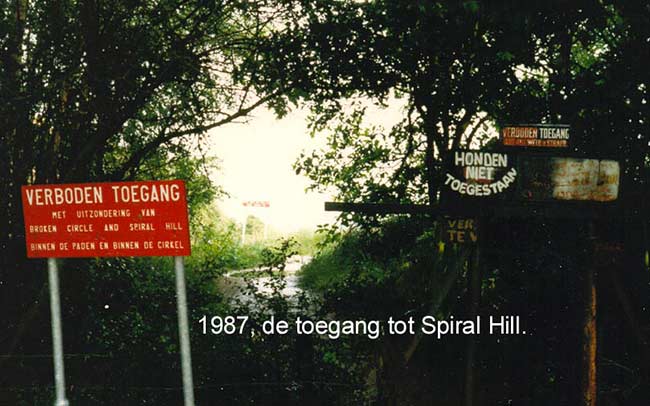 VERBODEN TOEGANG
MET UITZONDERING VAN
BROKEN CIRCLE AND SPIRAL HILL
BINNEN DE PADEN EN BINNEN DE CIRKEL
VERBODEN TOEGANG
HONDEN
NIET
TOEGESTAAN
1987, de toegang tot Spiral Hill.